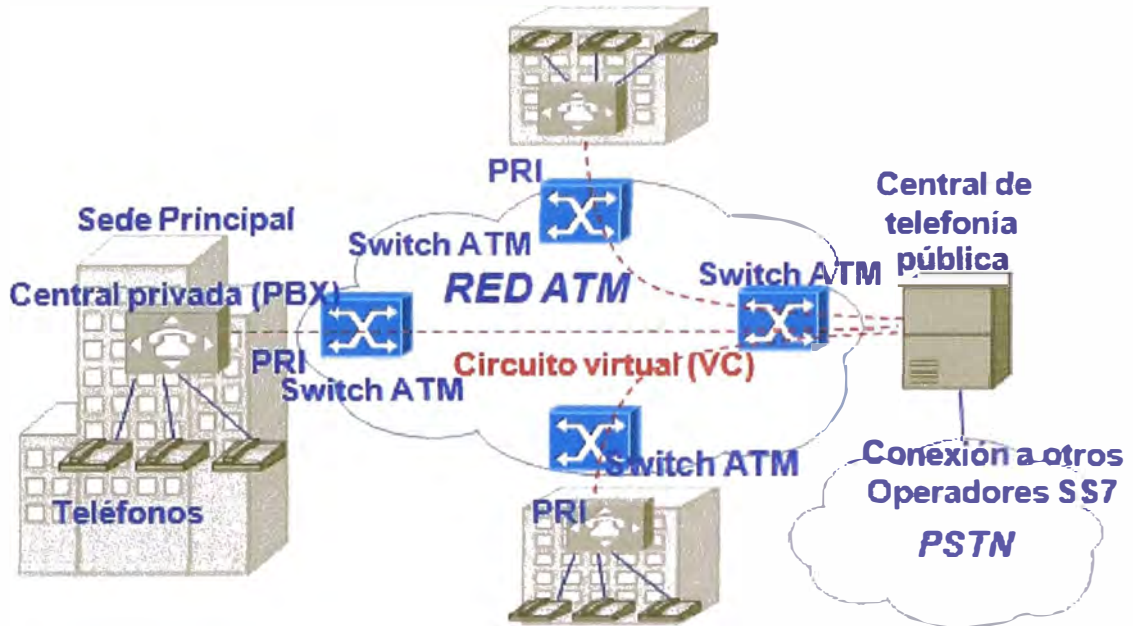 PRI
Central de
telefonía
pública
Sede Principal
Switch ATM
Switch ATM
RED ATM
Central privada (PBX)
PRI
Circuito virtual (VC)
Switch ATM
Switch ATM
Conexión a otros
Operadores SS7
Teléfonos
PRI
PSTN